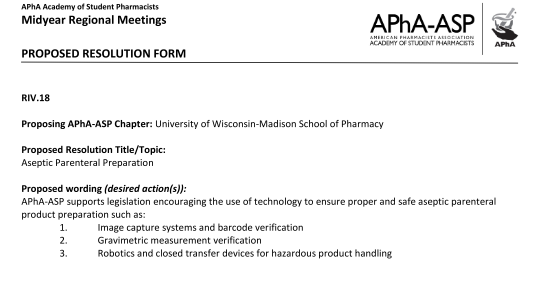 APhA Academy of Student Pharmacists
Midyear Regional Meetings
APhA-ASP
AMERICAN PHARMACISTS ASSOCIATION
ACADEMY OF STUDENT PHARMACISTS
APhA
PROPOSED RESOLUTION FORM
RIV.18
Proposing APhA-ASP Chapter: University of Wisconsin-Madison School of Pharmacy
Proposed Resolution Title/Topic:
Aseptic Parenteral Preparation
Proposed wording (desired action(s)):
APhA-ASP supports legislation encouraging the use of technology to ensure proper and safe aseptic parenteral
product preparation such as:
1. Image capture systems and barcode verification
2. Gravimetric measurement verification
3. Robotics and closed transfer devices for hazardous product handling